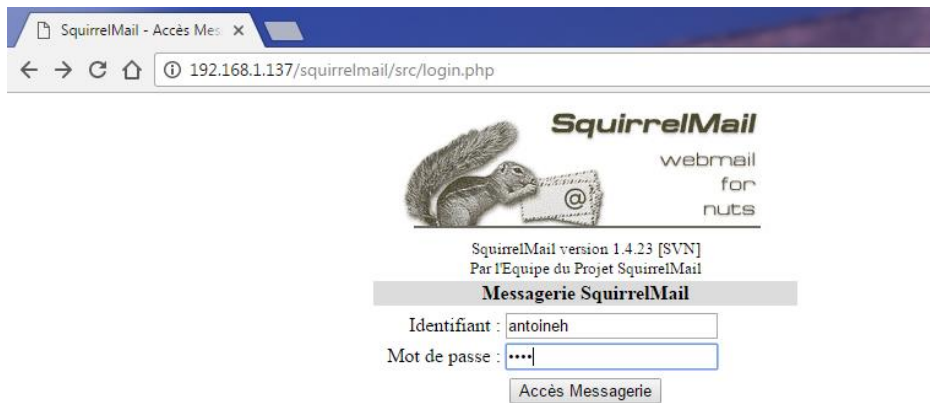 SquirrelMail - Accès Mes
192.168.1.137/squirrelmail/src/login.php
SquirrelMail
webmail
for
nuts
@
SquirrelMail version 1.4.23 [SVN]
Par l'Equipe du Projet SquirrelMail
Messagerie SquirrelMail
Identifiant : antoineh
Mot de passe : ••••
Accès Messagerie